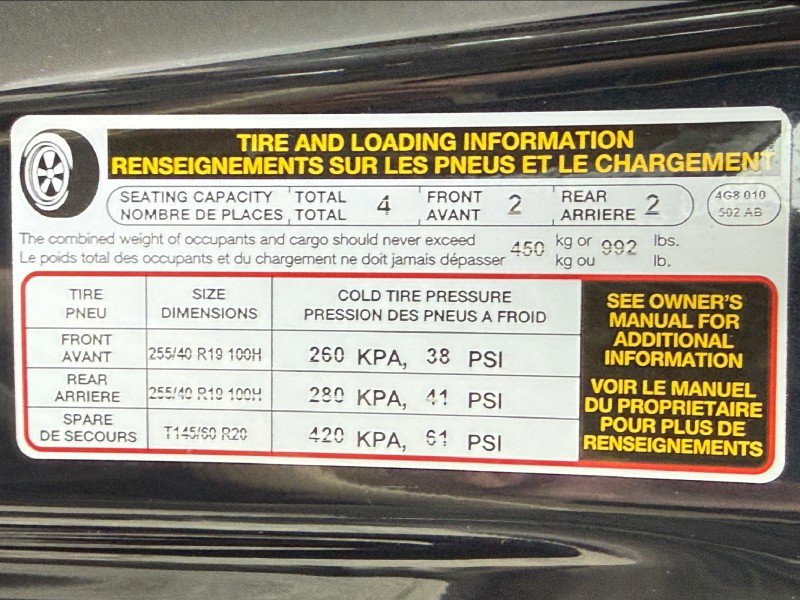 TIRE AND LOADING INFORMATION
RENSEIGNEMENTS SUR LES PNEUS ET LE CHARGEMENT
SEATING CAPACITY TOTAL 4 FRONT 2 REAR 2
NOMBRE DE PLACES TOTAL AVANT ARRIERE
4G8 010
502 AB
The combined weight of occupants and cargo should never exceed 450 kg or 992 lbs.
Le poids total des occupants et du chargement ne doit jamais dépasser kg ou lb.
TIRE SIZE COLD TIRE PRESSURE
PNEU DIMENSIONS PRESSION DES PNEUS A FROID
FRONT
AVANT 255/40 R19 100H 260 KPA, 38 PSI
REAR
ARRIERE 255/40 R19 100H 280 KPA, 41 PSI
SPARE
DE SECOURS T145/60 R20 420 KPA, 61 PSI
SEE OWNER'S
MANUAL FOR
ADDITIONAL
INFORMATION
VOIR LE MANUEL
DU PROPRIETAIRE
POUR PLUS DE
RENSEIGNEMENTS